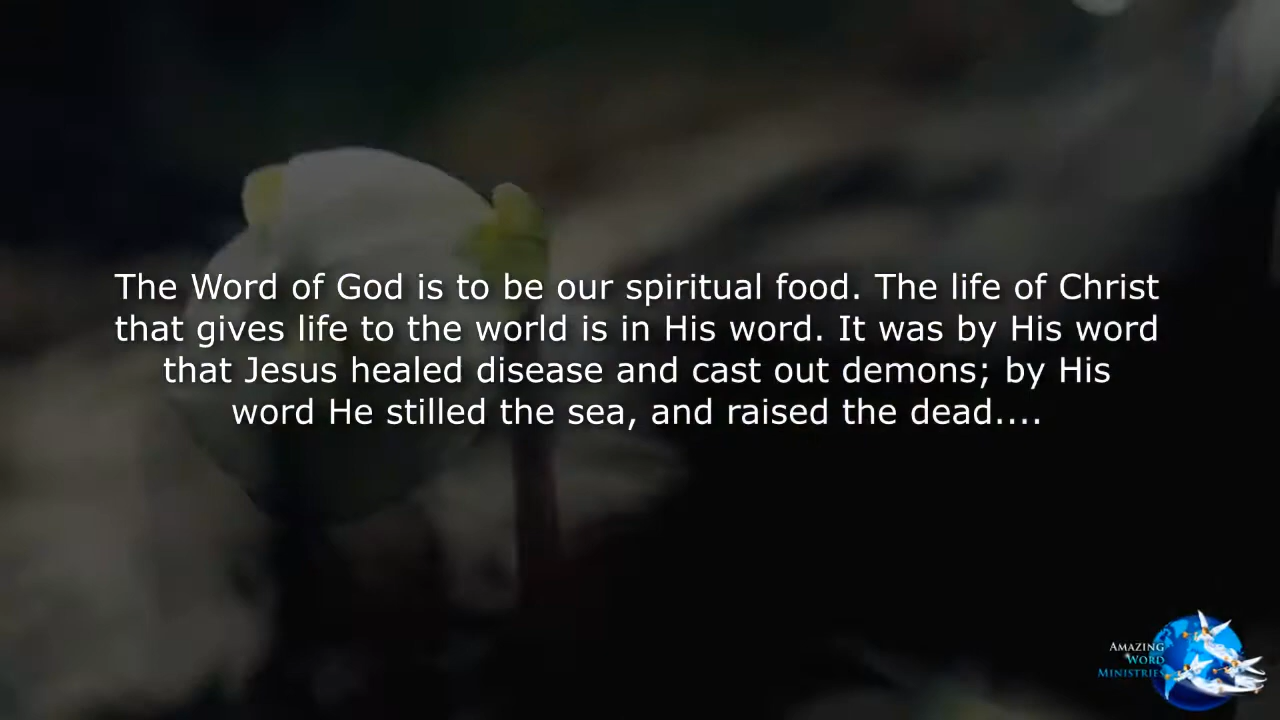 The Word of God is to be our spiritual food. The life of Christ
that gives life to the world is in His word. It was by His word
that Jesus healed disease and cast out demons; by His
word He stilled the sea, and raised the dead....
AMAZING
WORD
MINISTRIES